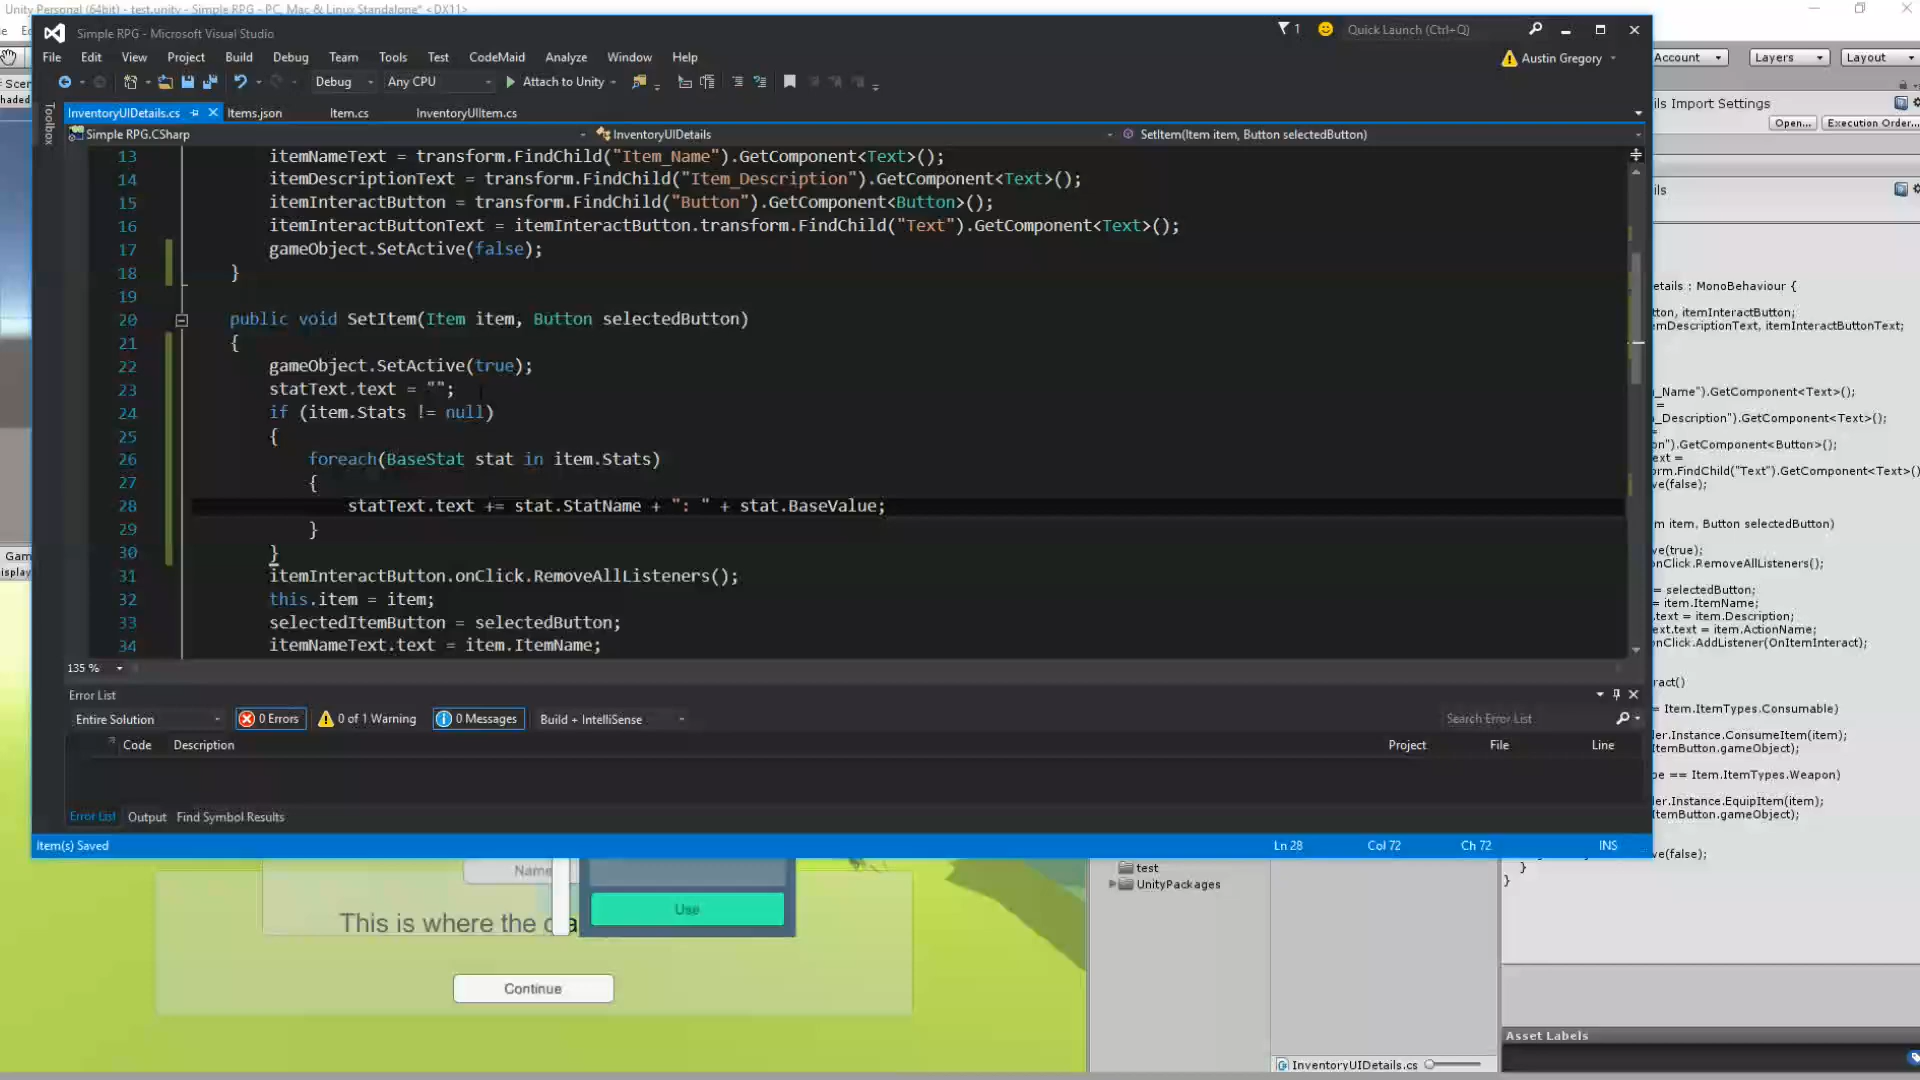 Unity Personal (64bit) - test.unity - Simple RPG - PC, Mac & Linux Standalone* <DX11>
Simple RPG - Microsoft Visual Studio
1
Quick Launch (Ctrl+Q)
File Edit View Project Build Debug Team Tools Test CodeMaid Analyze Window Help
Austin Gregory
Account Layers Layout
Debug Any CPU Attach to Unity
Scen
haded
Toolbox
InventoryUIDetails.cs Items.json Item.cs InventoryUIItem.cs
ils Import Settings
Open... Execution Order...
Simple RPG.CSharp InventoryUIDetails SetItem(Item item, Button selectedButton)
13 itemNameText = transform.FindChild("Item_Name").GetComponent<Text>();
14 itemDescriptionText = transform.FindChild("Item_Description").GetComponent<Text>();
15 itemInteractButton = transform.FindChild("Button").GetComponent<Button>();
16 itemInteractButtonText = itemInteractButton.transform.FindChild("Text").GetComponent<Text>();
17 gameObject.SetActive(false);
18 }
19
20 public void SetItem(Item item, Button selectedButton)
21 {
22 gameObject.SetActive(true);
23 statText.text = "";
24 if (item.Stats != null)
25 {
26 foreach(BaseStat stat in item.Stats)
27 {
28 statText.text += stat.StatName + ": " + stat.BaseValue;
29 }
30 }
31 itemInteractButton.onClick.RemoveAllListeners();
32 this.item = item;
33 selectedItemButton = selectedButton;
34 itemNameText.text = item.ItemName;
135 %
Error List
Entire Solution 0 Errors 0 of 1 Warning 0 Messages Build + IntelliSense Search Error List
Code Description Project File Line
Error List Output Find Symbol Results
Item(s) Saved Ln 28 Col 72 Ch 72 INS
ils
etails : MonoBehaviour {
tton, itemInteractButton;
emDescriptionText, itemInteractButtonText;
_Name").GetComponent<Text>();
=
_Description").GetComponent<Text>();
=
on").GetComponent<Button>();
ext =
orm.FindChild("Text").GetComponent<Text>()
ve(false);
m item, Button selectedButton)
ve(true);
onClick.RemoveAllListeners();
= selectedButton;
= item.ItemName;
.text = item.Description;
ext.text = item.ActionName;
onClick.AddListener(OnItemInteract);
ract()
= Item.ItemTypes.Consumable)
ler.Instance.ConsumeItem(item);
ItemButton.gameObject);
pe == Item.ItemTypes.Weapon)
ler.Instance.EquipItem(item);
ItemButton.gameObject);
ve(false);
}
}
Gam
isplay
Name
Use
This is where the
Continue
test
UnityPackages
InventoryUIDetails.cs
Asset Labels